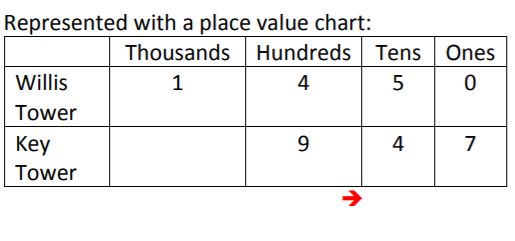 Represented with a place value chart:
Thousands Hundreds Tens Ones
Willis 1 4 5 0
Tower
Key 9 4 7
Tower